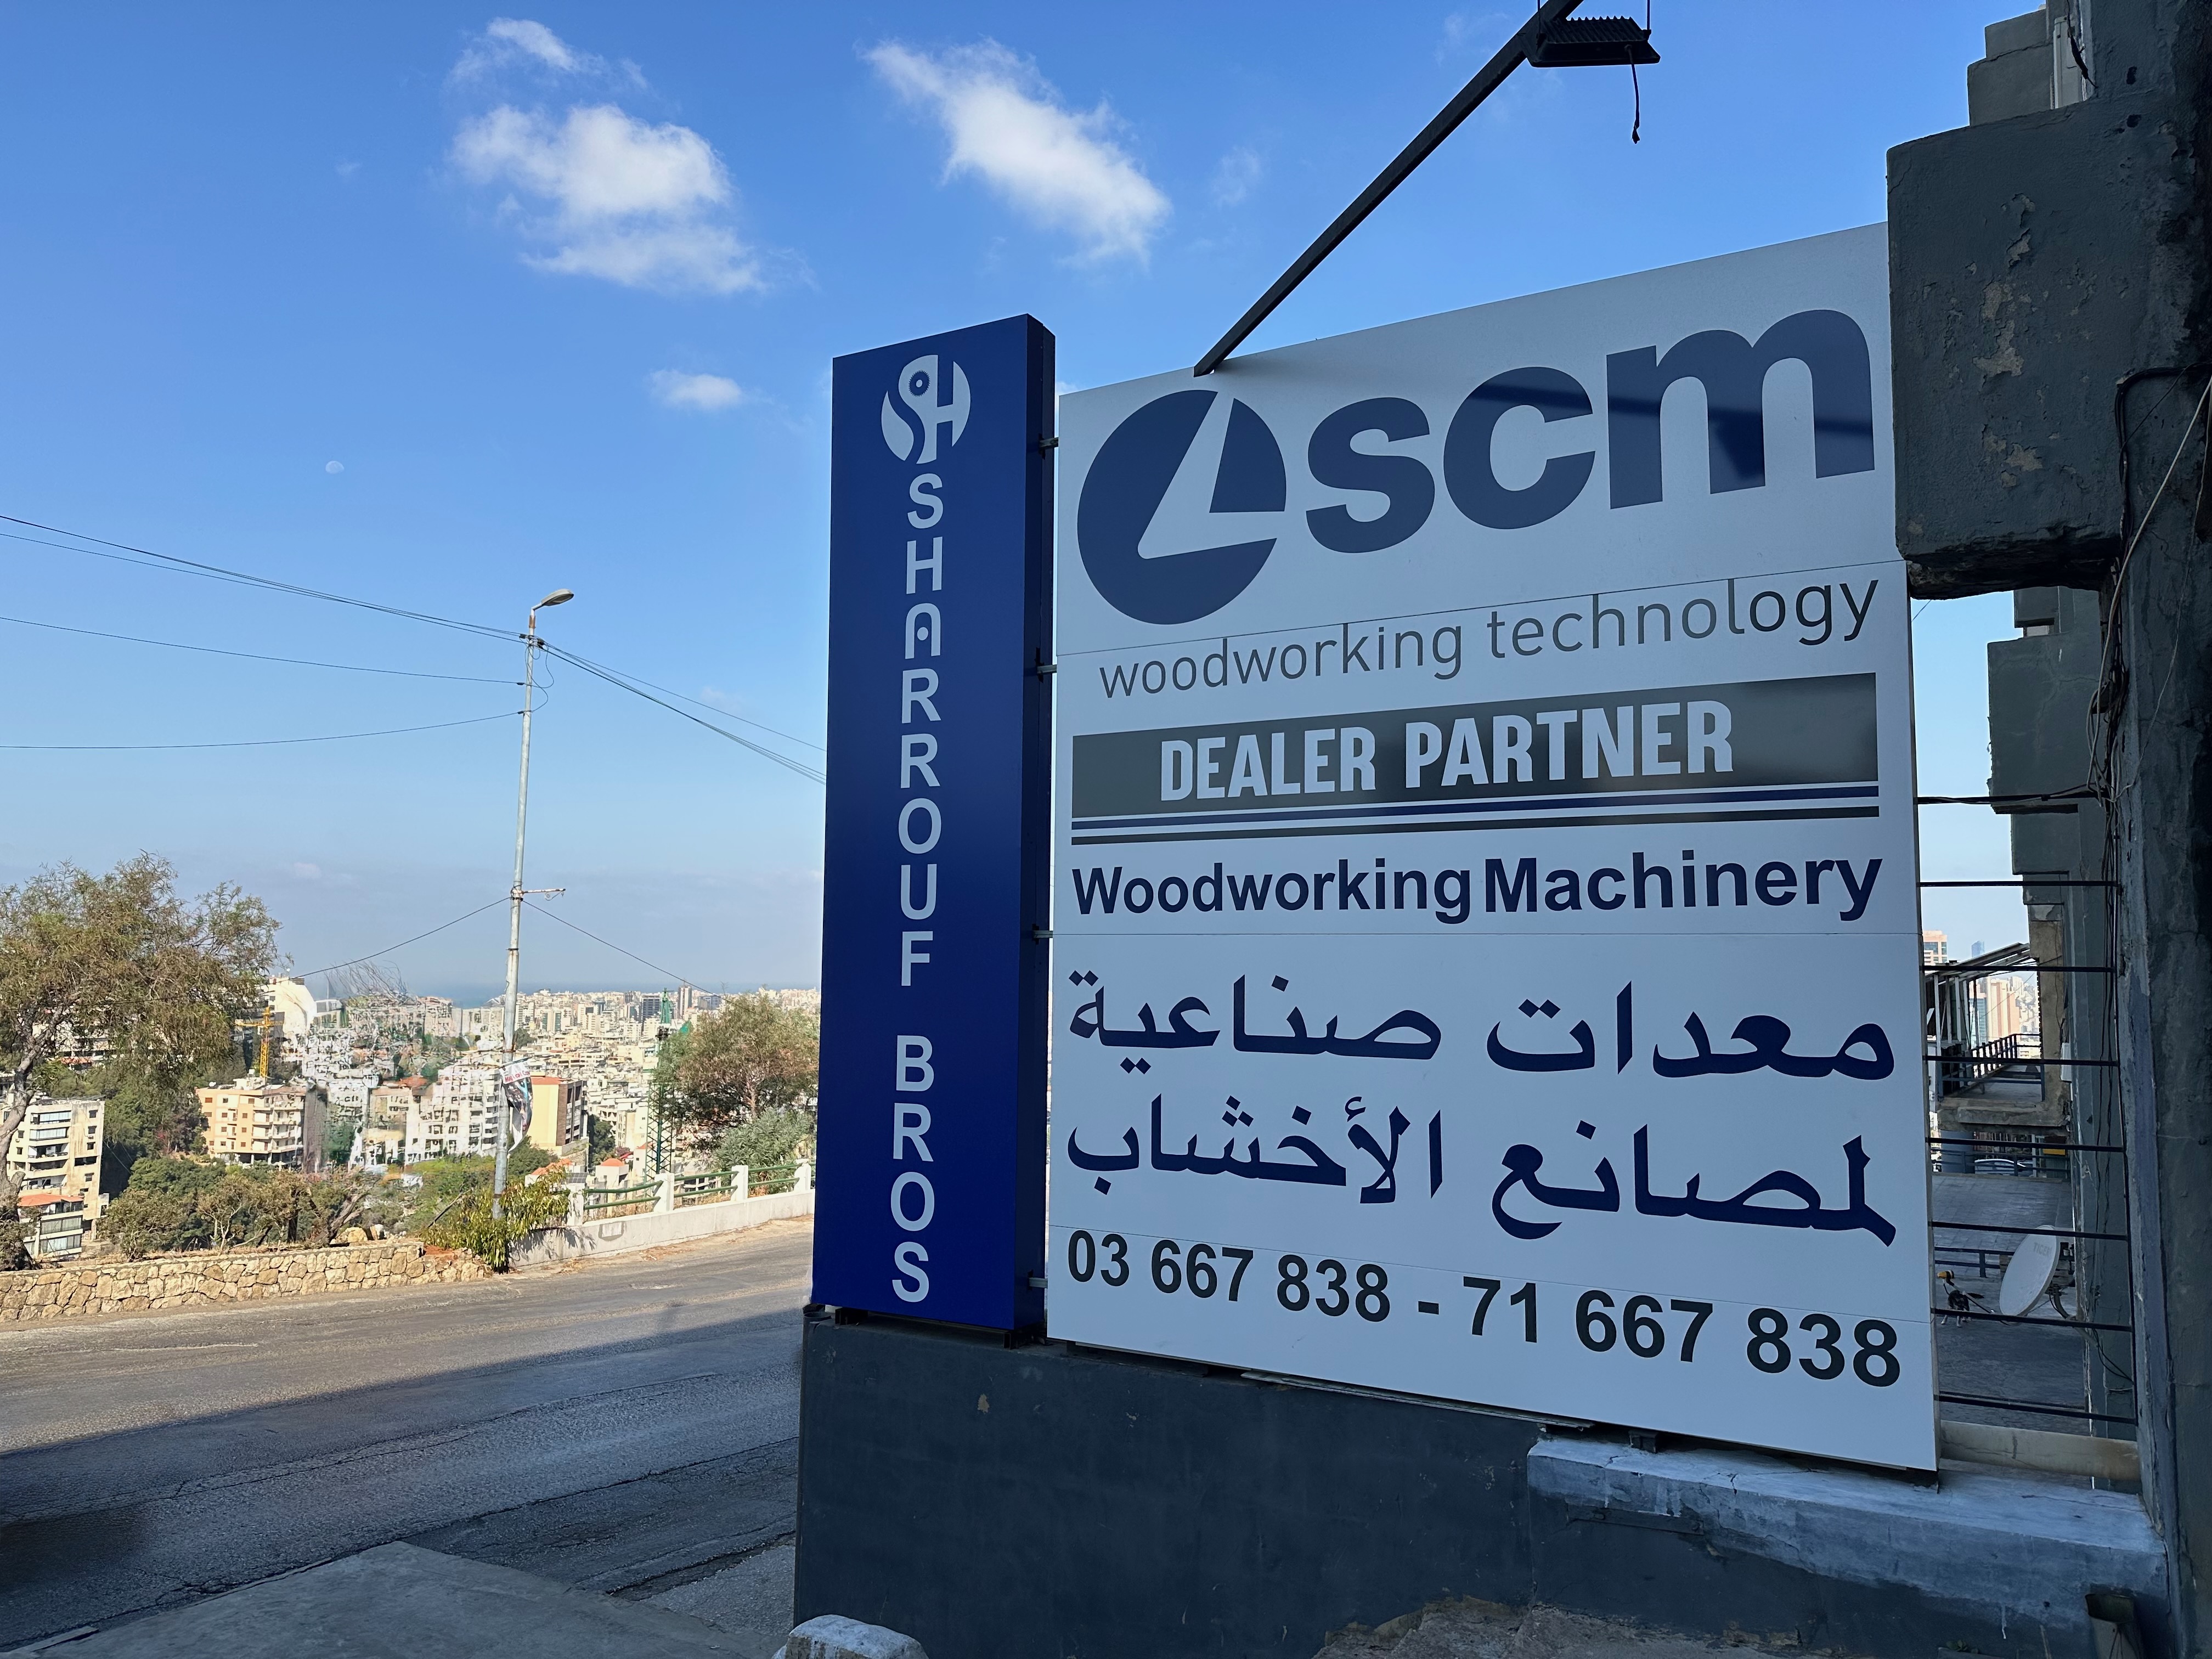 SH
SHARROUF BROS
scm
woodworking technology
DEALER PARTNER
Woodworking Machinery
معدات صناعية
لمصانع الأخشاب
03 667 838 - 71 667 838